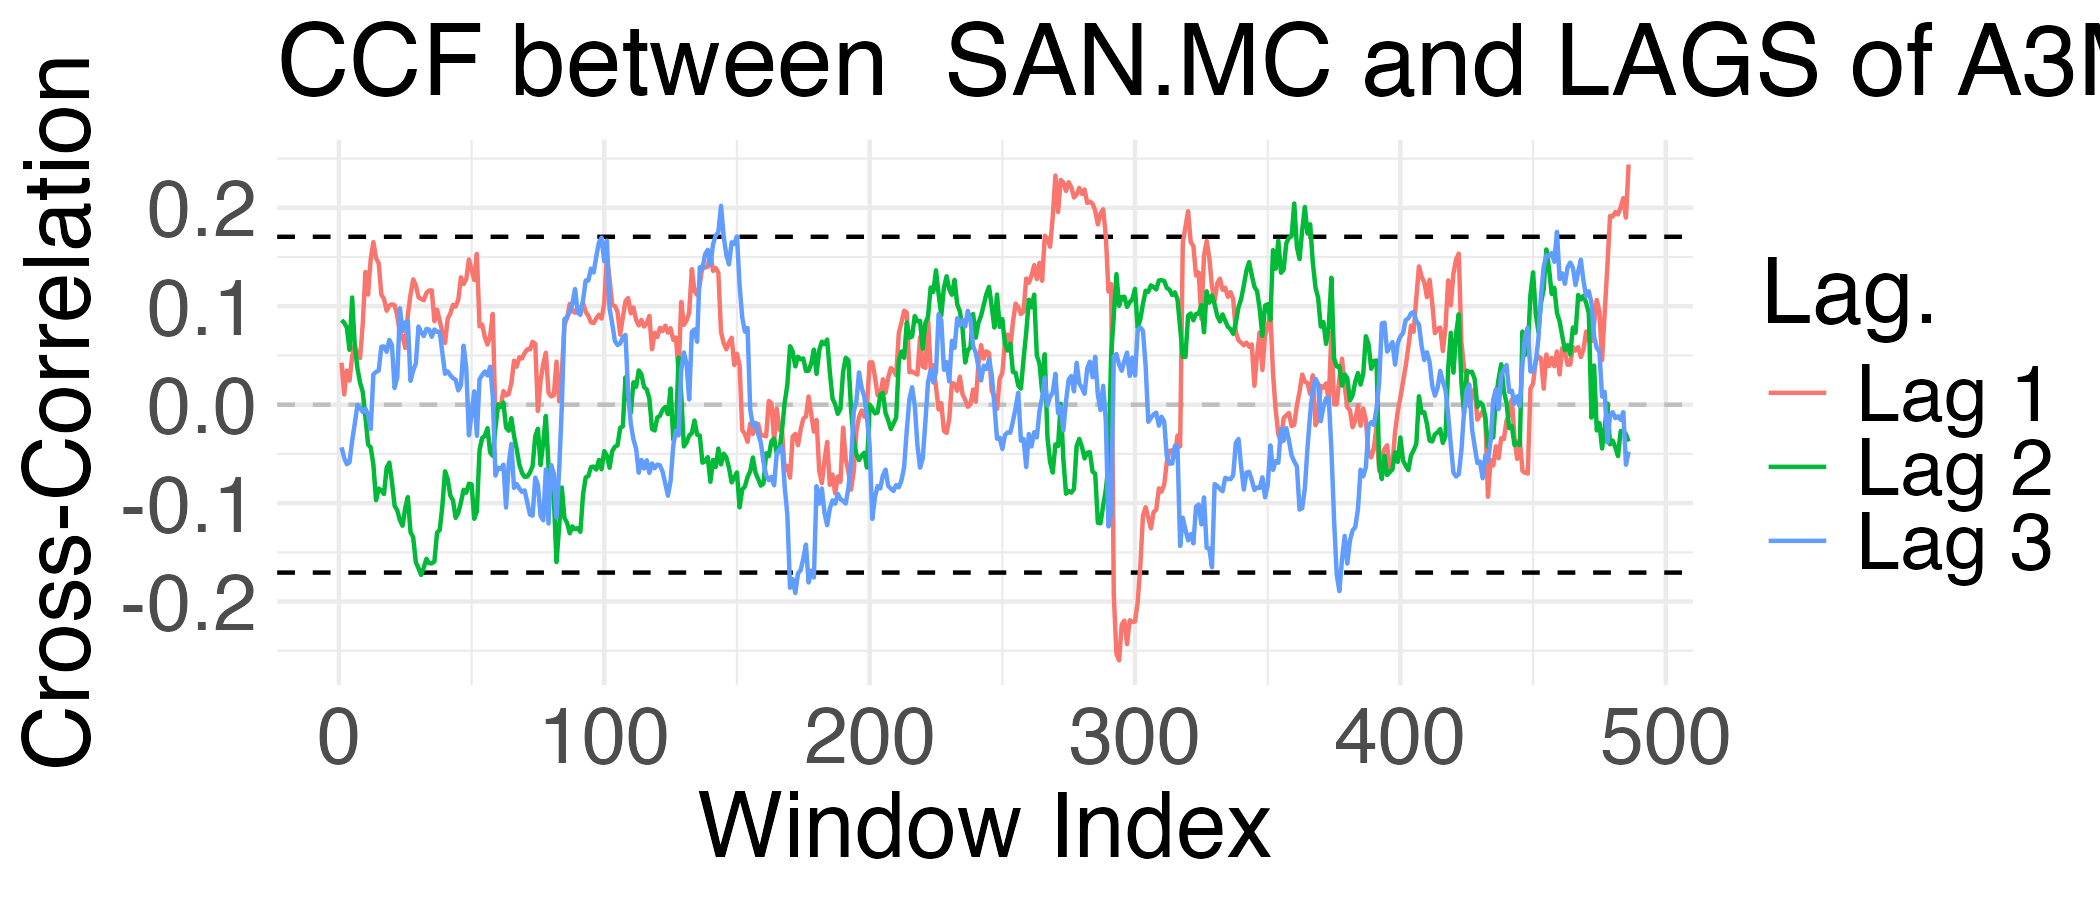 CCF between  SAN.MC and LAGS of
Cross-Correlation
0.2
0.1
0.0
-0.1
-0.2
0 100 200 300 400 500
Window Index
Lag.
Lag 1
Lag 2
Lag 3